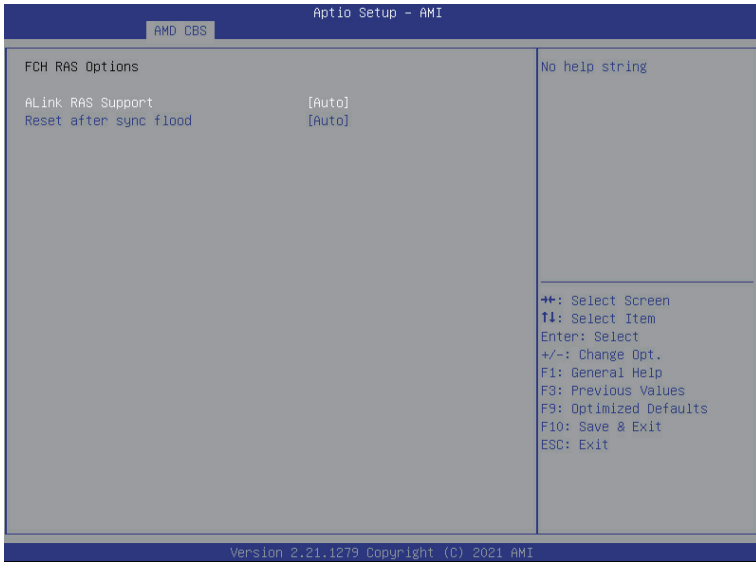 Aptio Setup – AMI
AMD CBS
FCH RAS Options
ALink RAS Support [Auto]
Reset after sync flood [Auto]
No help string
→←: Select Screen
↑↓: Select Item
Enter: Select
+/-: Change Opt.
F1: General Help
F3: Previous Values
F9: Optimized Defaults
F10: Save & Exit
ESC: Exit
Version 2.21.1279 Copyright (C) 2021 AMI